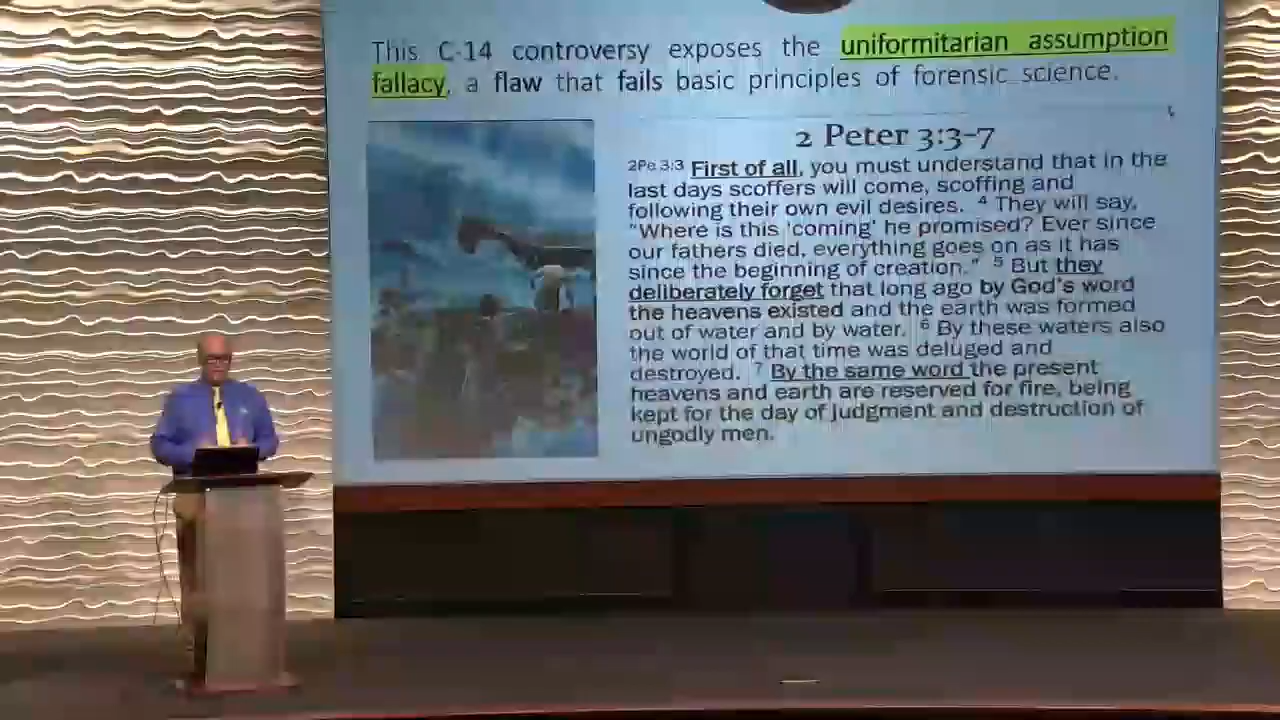 This C-14 controversy exposes the uniformitarian assumption
fallacy, a flaw that fails basic principles of forensic science.
2 Peter 3:3-7
2Pe 3:3 First of all, you must understand that in the
last days scoffers will come, scoffing and
following their own evil desires. 4 They will say,
"Where is this 'coming' he promised? Ever since
our fathers died, everything goes on as it has
since the beginning of creation." 5 But they
deliberately forget that long ago by God's word
the heavens existed and the earth was formed
out of water and by water. 6 By these waters also
the world of that time was deluged and
destroyed. 7 By the same word the present
heavens and earth are reserved for fire, being
kept for the day of judgment and destruction of
ungodly men.